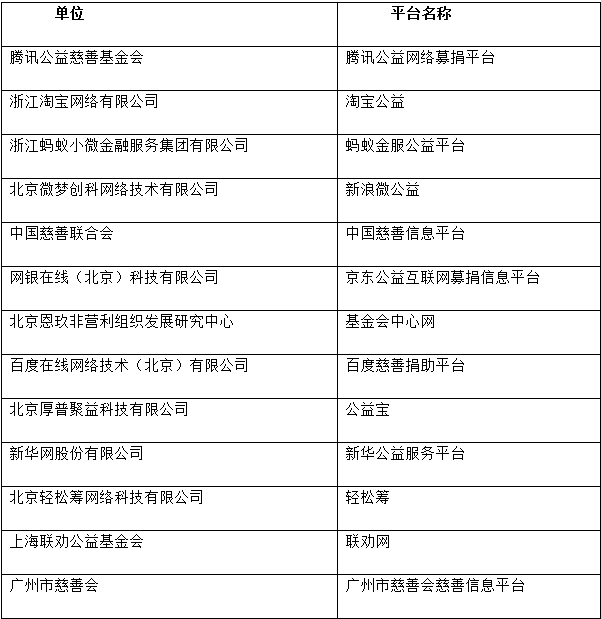 单位 平台名称
腾讯公益慈善基金会 腾讯公益网络募捐平台
浙江淘宝网络有限公司 淘宝公益
浙江蚂蚁小微金融服务集团有限公司 蚂蚁金服公益平台
北京微梦创科网络技术有限公司 新浪微公益
中国慈善联合会 中国慈善信息平台
网银在线（北京）科技有限公司 京东公益互联网募捐信息平台
北京恩玖非营利组织发展研究中心 基金会中心网
百度在线网络技术（北京）有限公司 百度慈善捐助平台
北京厚普聚益科技有限公司 公益宝
新华网股份有限公司 新华公益服务平台
北京轻松筹网络科技有限公司 轻松筹
上海联劝公益基金会 联劝网
广州市慈善会 广州市慈善会慈善信息平台